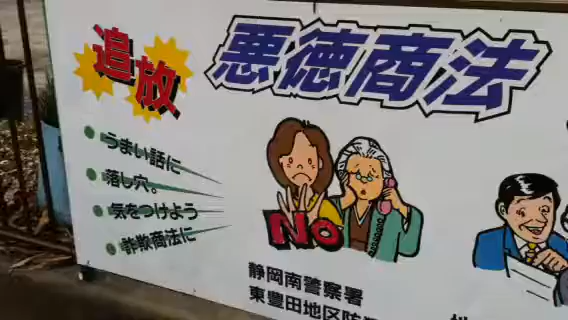 追放
悪徳商法
うまい話に
落し穴。
気をつけよう
詐欺商法に
No
静岡南警察署
東豊田地区防